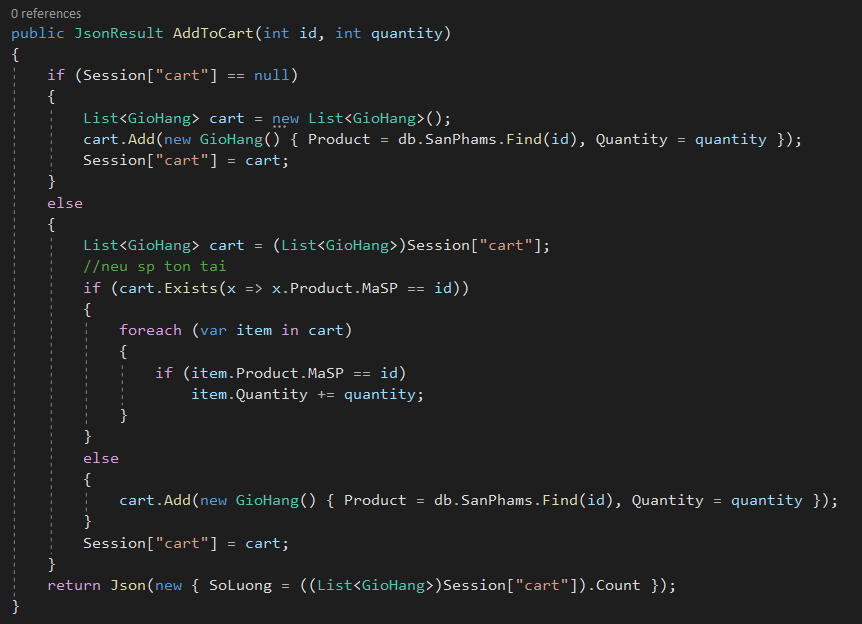 0 references
public JsonResult AddToCart(int id, int quantity)
{
    if (Session["cart"] == null)
    {
        List<GioHang> cart = new List<GioHang>();
        cart.Add(new GioHang() { Product = db.SanPhams.Find(id), Quantity = quantity });
        Session["cart"] = cart;
    }
    else
    {
        List<GioHang> cart = (List<GioHang>)Session["cart"];
        //neu sp ton tai
        if (cart.Exists(x => x.Product.MaSP == id))
        {
            foreach (var item in cart)
            {
                if (item.Product.MaSP == id)
                    item.Quantity += quantity;
            }
        }
        else
        {
            cart.Add(new GioHang() { Product = db.SanPhams.Find(id), Quantity = quantity });
        }
        Session["cart"] = cart;
    }
    return Json(new { SoLuong = ((List<GioHang>)Session["cart"]).Count });
}